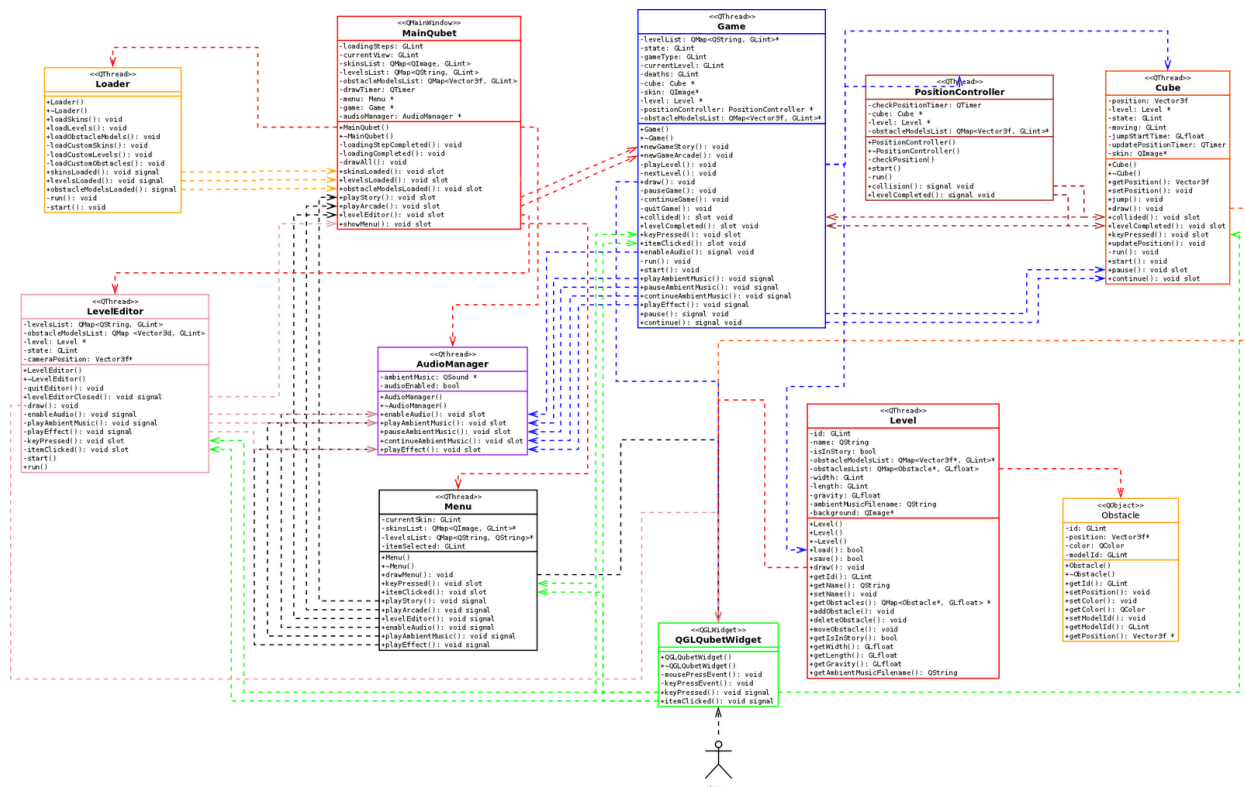 <<QThread>>
Loader
+Loader()
+~Loader()
-loadSkins(): void
-loadLevels(): void
-loadObstacleModels(): void
-loadCustomSkins(): void
-loadCustomLevels(): void
-loadCustomObstacles(): void
+skinsLoaded(): void signal
+levelsLoaded(): void signal
+obstacleModelsLoaded(): signal
-run(): void
-start(): void
<<QMainWindow>>
MainQubet
-loadingSteps: GLint
-currentView: GLint
-skinsList: QMap<QImage, GLint>
-levelsList: QMap<QString, GLint>
-obstacleModelsList: QMap<Vector3f, GLint>
-drawTimer: QTimer
-menu: Menu *
-game: Game *
-audioManager: AudioManager *
+MainQubet()
+~MainQubet()
-loadingStepCompleted(): void
-loadingCompleted(): void
-drawAll(): void
+skinsLoaded(): void slot
+levelsLoaded(): void slot
+obstacleModelsLoaded(): void slot
+playStory(): void slot
+playArcade(): void slot
+levelEditor(): void slot
+showMenu(): void slot
<<QThread>>
Game
-levelList: QMap<QString, GLint>*
-state: GLint
-gameType: GLint
-currentLevel: GLint
-deaths: GLint
-cube: Cube *
-skin: QImage*
-level: Level *
-positionController: PositionController *
-obstacleModelsList: QMap<Vector3f, GLint>*
+Game()
-~Game()
+newGameStory(): void
+newGameArcade(): void
-playLevel(): void
-nextLevel(): void
+draw(): void
-pauseGame(): void
-continueGame(): void
-quitGame(): void
+collided(): slot void
+levelCompleted(): slot void
+keyPressed(): void slot
+itemClicked(): slot void
+enableAudio(): signal void
-run(): void
+start(): void
+playAmbientMusic(): void signal
+pauseAmbientMusic(): void signal
+continueAmbientMusic(): void signal
+playEffect(): void signal
+pause(): signal void
+continue(): signal void
<<QThread>>
PositionController
-checkPositionTimer: QTimer
-cube: Cube *
-level: Level *
-obstacleModelsList: QMap<Vector3f, GLint>*
+PositionController()
+~PositionController()
-checkPosition()
+start()
-run()
+collision(): signal void
+levelCompleted(): signal void
<<QThread>>
Cube
-position: Vector3f
-level: Level *
-state: GLint
-moving: GLint
-jumpStartTime: GLfloat
-updatePositionTimer: QTimer
-skin: QImage*
+Cube()
-~Cube()
+getPosition(): Vector3f
+setPosition(): void
+jump(): void
+draw(): void
+collided(): void slot
+levelCompleted(): void slot
+keyPressed(): void slot
+updatePosition(): void
-run(): void
+start(): void
+pause(): void slot
+continue(): void slot
<<QThread>>
LevelEditor
-levelsList: QMap<QString, GLint>
-obstacleModelsList: QMap <Vector3d, GLint>
-level: Level *
-state: GLint
-cameraPosition: Vector3f*
+LevelEditor()
+~LevelEditor()
-quitEditor(): void
+levelEditorClosed(): void signal
-draw(): void
-enableAudio(): void signal
-playAmbientMusic(): void signal
-playEffect(): void signal
-keyPressed(): void slot
-itemClicked(): void slot
-start()
+run()
<<Qthread>>
AudioManager
-ambientMusic: QSound *
-audioEnabled: bool
+AudioManager()
~AudioManager()
+enableAudio(): void slot
+playAmbientMusic(): void slot
+pauseAmbientMusic(): void slot
+continueAmbientMusic(): void slot
+playEffect(): void slot
<<QThread>>
Menu
-currentSkin: GLint
-skinsList: QMap<QImage, GLint>*
-levelsList: QMap<QString, QString>*
-itemSelected: GLint
+Menu()
-~Menu()
+drawMenu(): void
+keyPressed(): void slot
+itemClicked(): void slot
+playStory(): void signal
+playArcade(): void signal
+levelEditor(): void signal
+enableAudio(): void signal
+playAmbientMusic(): void signal
+playEffect(): void signal
<<QThread>>
Level
-id: GLint
-name: QString
-isInStory: bool
-obstacleModelsList: QMap<Vector3f*, GLint>*
-obstaclesList: QMap<Obstacle*, GLfloat>
-width: GLint
-length: GLint
-gravity: GLfloat
-ambientMusicFilename: QString
-background: QImage*
+Level()
+Level()
+~Level()
+load(): bool
+save(): bool
+draw(): void
+getId(): GLint
+getName(): QString
+setName(): void
+getObstacles(): QMap<Obstacle*, GLfloat> *
+addObstacle(): void
+deleteObstacle(): void
+moveObstacle(): void
+getIsInStory(): bool
+getWidth(): GLfloat
+getLength(): GLfloat
+getGravity(): GLfloat
+getAmbientMusicFilename(): QString
<<QObject>>
Obstacle
-id: GLint
-position: Vector3f*
-color: QColor
-modelId: GLint
+Obstacle()
-~Obstacle()
+getId(): GLint
+setPosition(): void
+setColor(): void
+getColor(): QColor
+setModelId(): void
+getModelId(): GLint
+getPosition(): Vector3f *
<<QGLWidget>>
QGLQubetWidget
+QGLQubetWidget()
+~QGLQubetWidget()
-mousePressEvent(): void
-keyPressEvent(): void
+keyPressed(): void signal
+itemClicked(): void signal